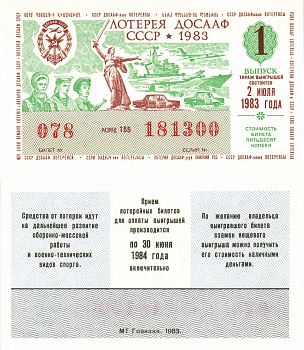 ЛОТЕРЕЯ ДОСААФ
СССР • 1983
1
ВЫПУСК
ТИРАЖ ВЫИГРЫШЕЙ
СОСТОИТСЯ
2 ИЮЛЯ
1983 ГОДА
СТОИМОСТЬ
БИЛЕТА
ПЯТЬДЕСЯТ
КОПЕЕК
078 РАЗРЯД 155 181300
БИЛЕТ № СЕРИЯ №
Средства от лотереи идут
на дальнейшее развитие
оборонно-массовой
работы
и военно-технических
видов спорта.
Прием
лотерейных билетов
для оплаты выигрышей
производится
по 30 июня
1984 года
включительно
По желанию владельца
выигравшего билета
взамен вещевого
выигрыша можно получить
его стоимость наличными
деньгами.
МТ Гознака. 1983.